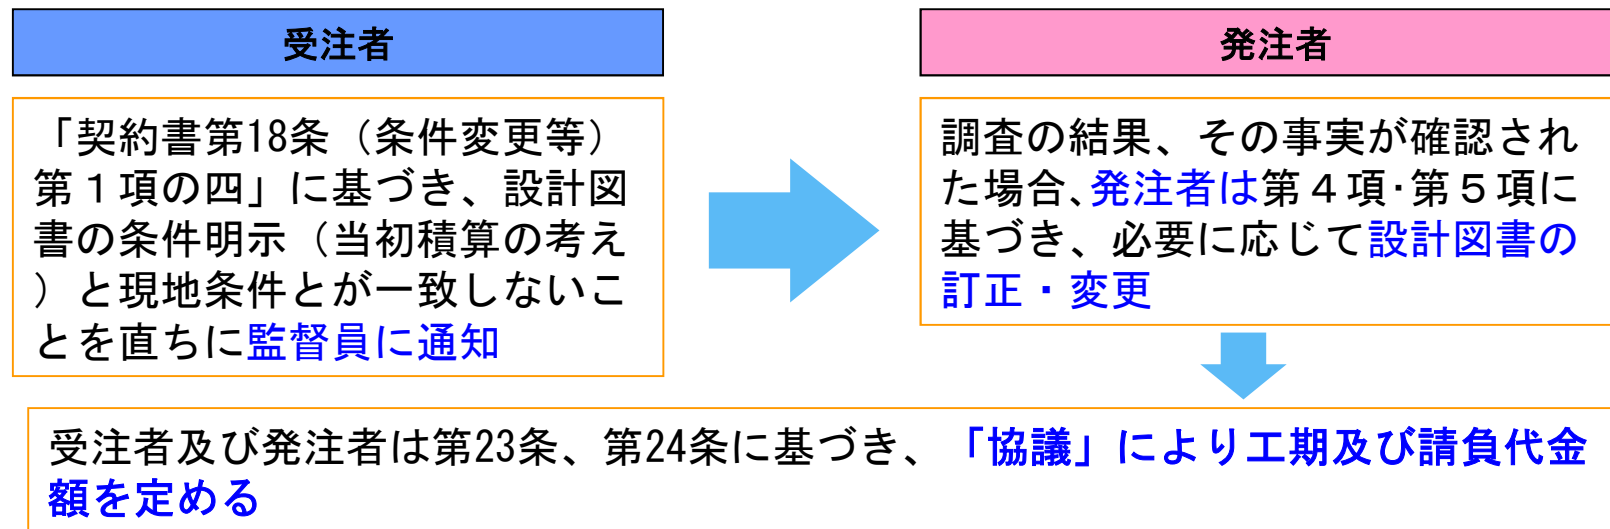 受注者
「契約書第18条（条件変更等）
第１項の四」に基づき、設計図
書の条件明示（当初積算の考え
）と現地条件とが一致しないこ
とを直ちに監督員に通知
発注者
調査の結果、その事実が確認され
た場合、発注者は第４項･第５項に
基づき、必要に応じて設計図書の
訂正・変更
受注者及び発注者は第23条、第24条に基づき、「協議」により工期及び請負代金
額を定める